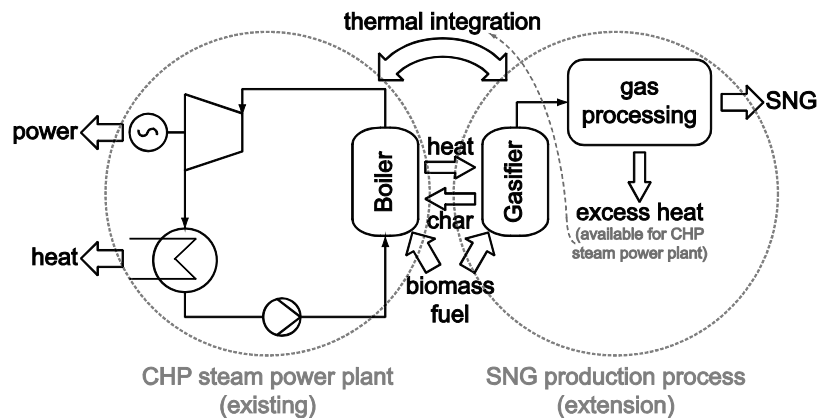 thermal integration
gas
processing
SNG
power
heat
Boiler
heat
char
Gasifier
excess heat
(available for CHP
steam power plant)
heat
biomass
fuel
CHP steam power plant
(existing)
SNG production process
(extension)